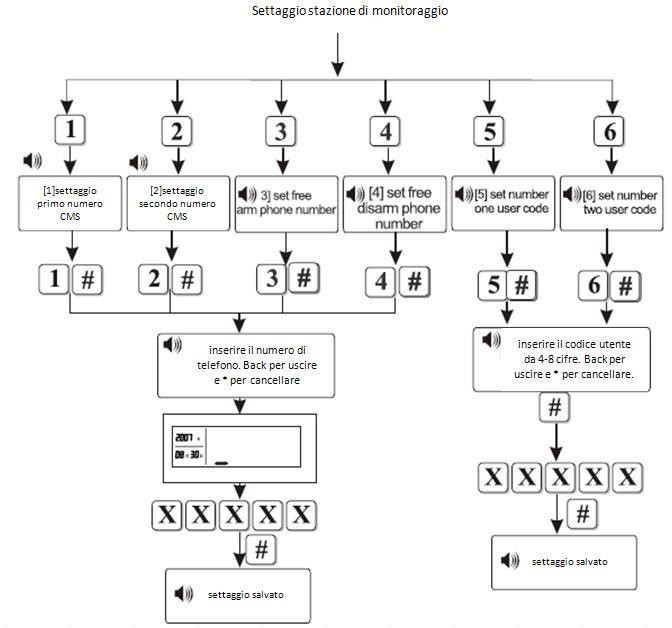 Settaggio stazione di monitoraggio
1 2 3 4 5 6
[1]settaggio
primo numero
CMS
[2]settaggio
secondo numero
CMS
3] set free
arm phone number
[4] set free
disarm phone
number
[5] set number
one user code
[6] set number
two user code
1 # 2 # 3 # 4 # 5 # 6 #
inserire il numero di
telefono. Back per uscire
e * per cancellare
inserire il codice utente
da 4-8 cifre. Back per
uscire e * per cancellare.
#
2007
08 30
X X X X X
X X X X X
#
#
settaggio salvato
settaggio salvato